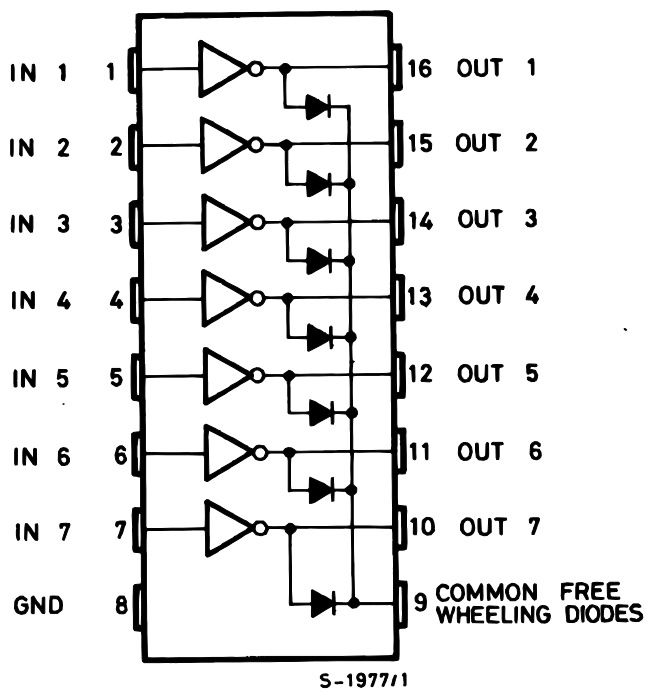 IN 1 1 16 OUT 1
IN 2 2 15 OUT 2
IN 3 3 14 OUT 3
IN 4 4 13 OUT 4
IN 5 5 12 OUT 5
IN 6 6 11 OUT 6
IN 7 7 10 OUT 7
GND 8 9 COMMON FREE
WHEELING DIODES
S-1977/1